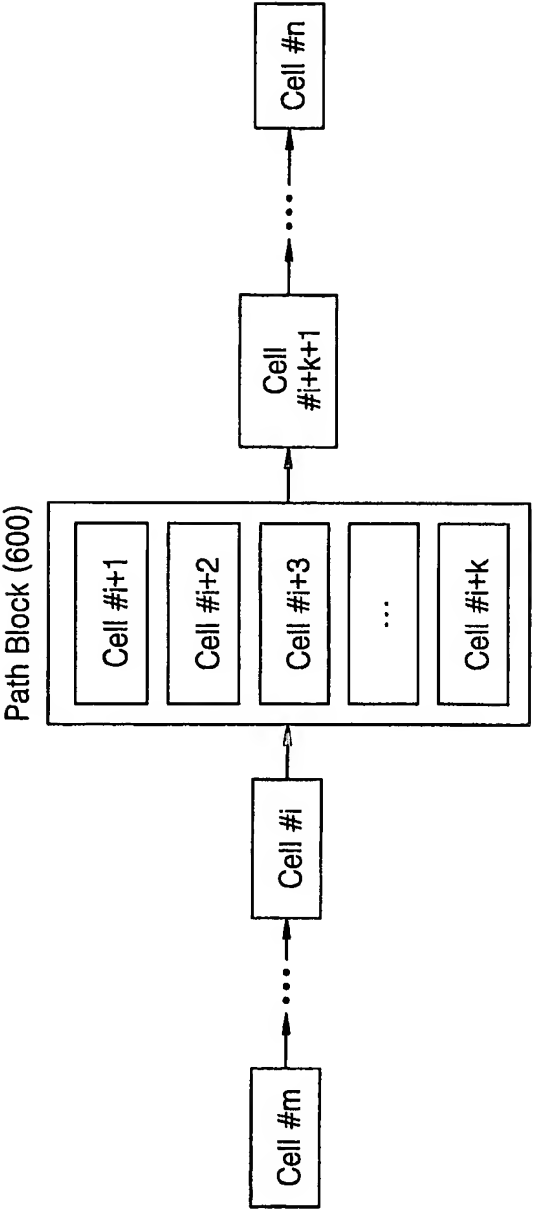 Path Block (600)
Cell #m
...
Cell #i
Cell #i+1
Cell #i+2
Cell #i+3
...
Cell #i+k
Cell
#i+k+1
...
Cell #n